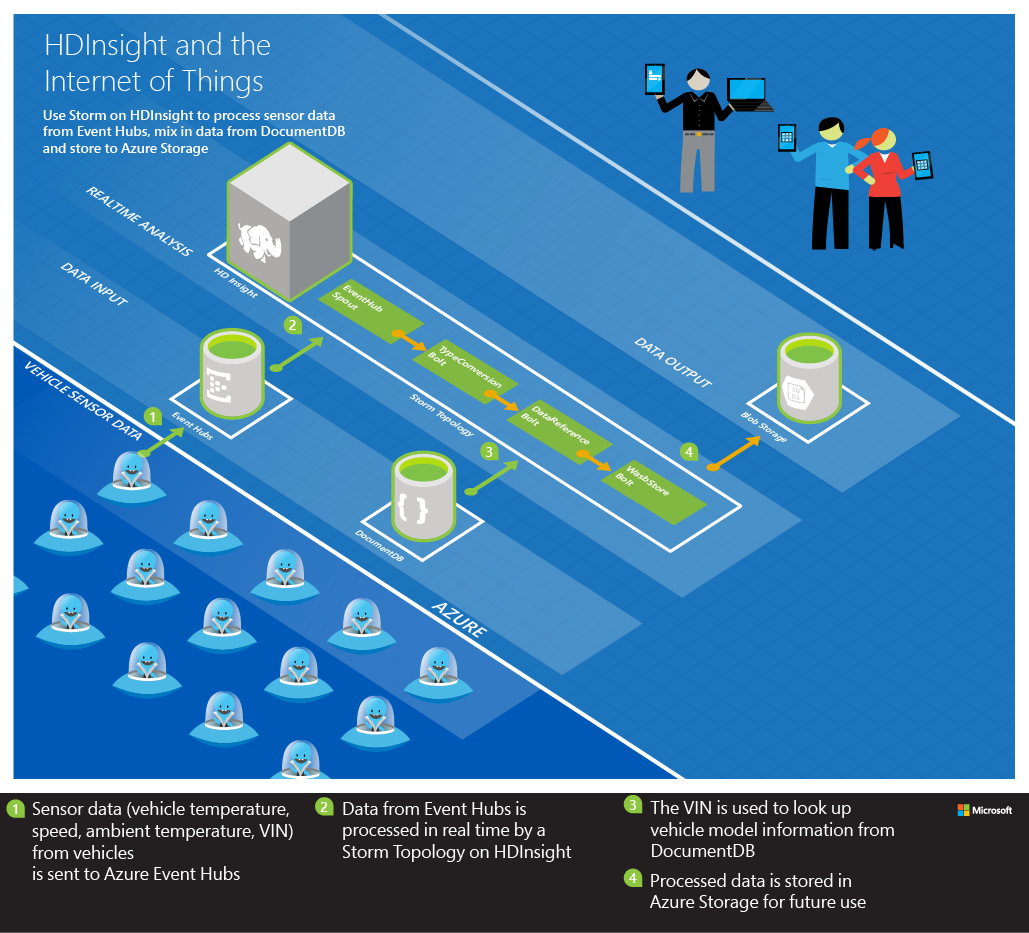 HDInsight and the
Internet of Things
Use Storm on HDInsight to process sensor data
from Event Hubs, mix in data from DocumentDB
and store to Azure Storage
REALTIME ANALYSIS
DATA INPUT
VEHICLE SENSOR DATA
HD Insight
EventHub
Spout
2
TypeConversion
Bolt
DATA OUTPUT
1
Event Hubs
Storm Topology
DataReference
Bolt
Blob Storage
3
4
WasbStore
Bolt
{ }
DocumentDB
AZURE
10
01
1 Sensor data (vehicle temperature,
speed, ambient temperature, VIN)
from vehicles
is sent to Azure Event Hubs
2 Data from Event Hubs is
processed in real time by a
Storm Topology on HDInsight
3 The VIN is used to look up
vehicle model information from
DocumentDB
4 Processed data is stored in
Azure Storage for future use
Microsoft